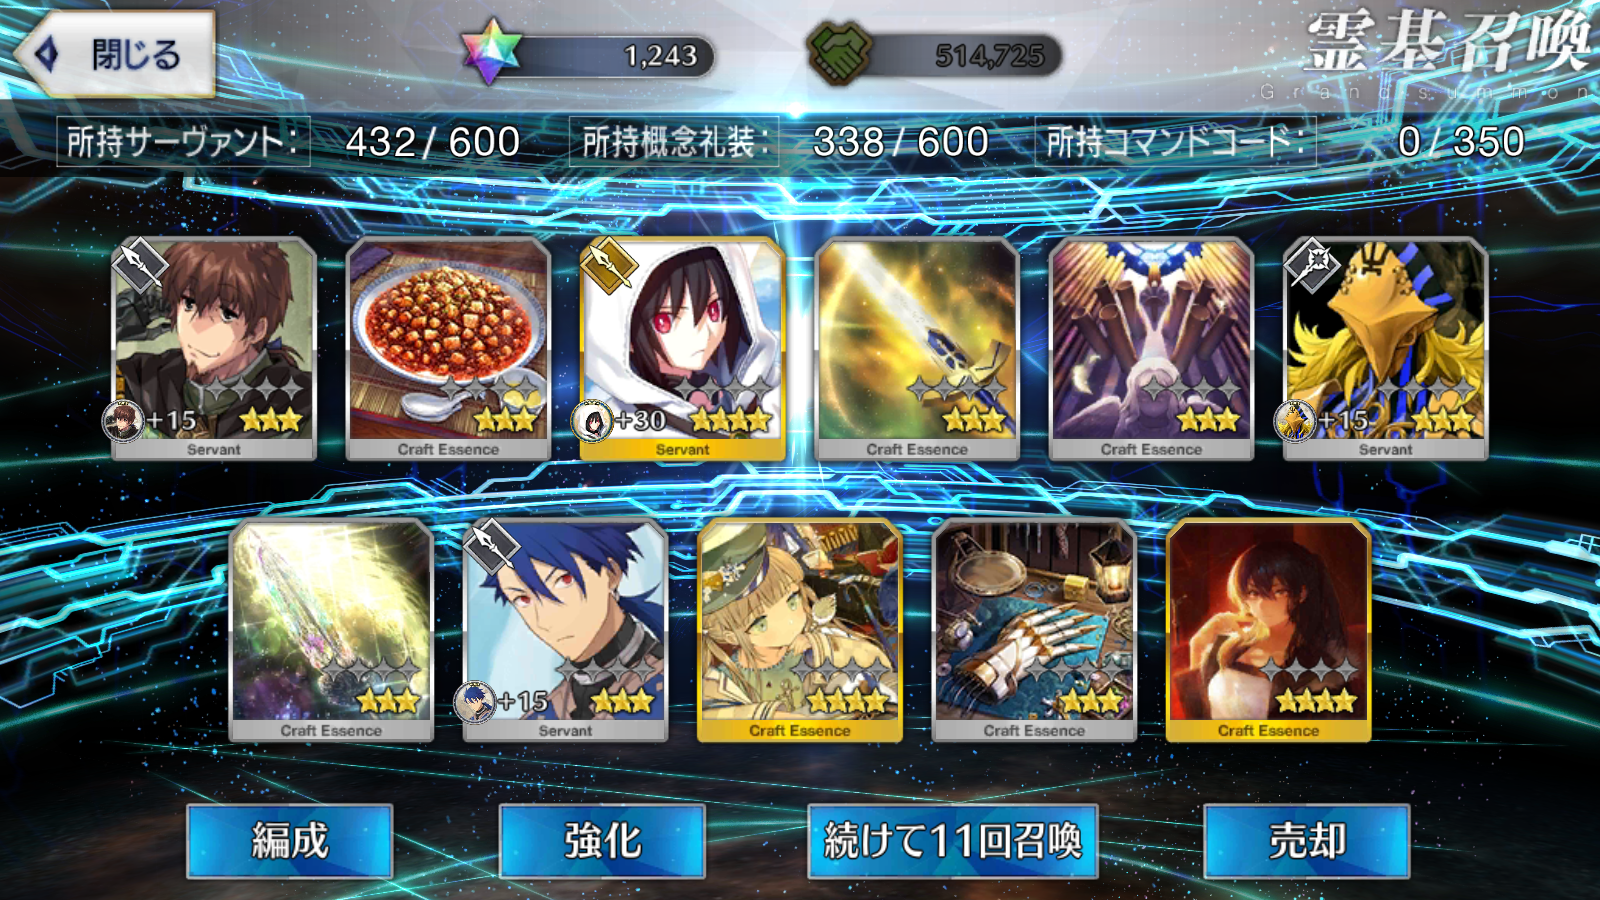 閉じる
1,243
514,725
霊基召喚
Grand summon
所持サーヴァント: 432 / 600
所持概念礼装: 338 / 600
所持コマンドコード: 0 / 350
+15
Servant
Craft Essence
+30
Servant
Craft Essence
Craft Essence
+15
Servant
Craft Essence
+15
Servant
Craft Essence
Craft Essence
Craft Essence
編成
強化
続けて11回召喚
売却